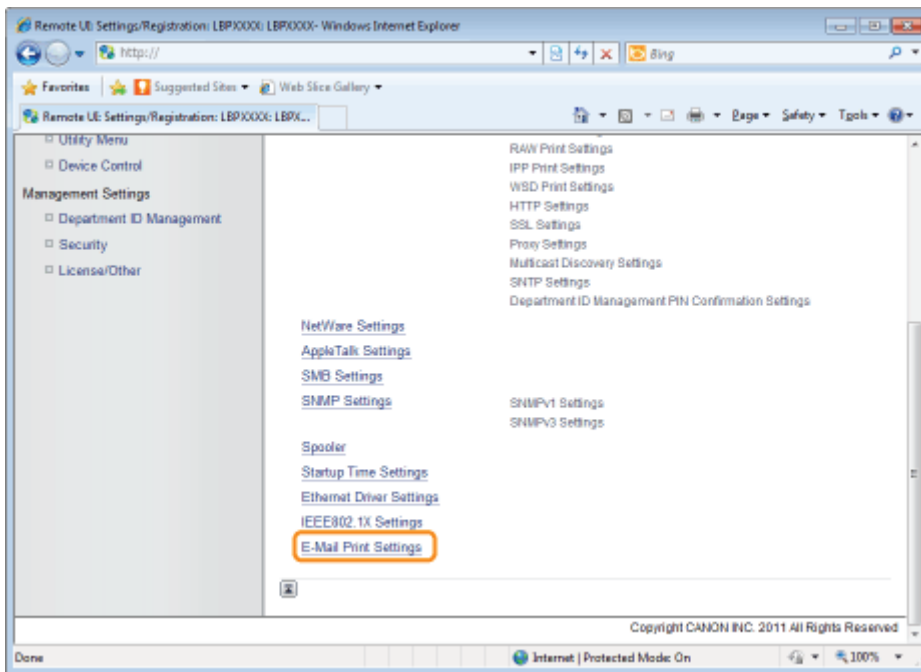 Remote UI: Settings/Registration: LBPXXXX: LBPXXXX- Windows Internet Explorer
http://
Bing
Favorites Suggested Sites Web Slice Gallery
Remote UI: Settings/Registration: LBPXXXX: LBPX...
Page Safety Tools
Utility Menu
Device Control
Management Settings
Department ID Management
Security
License/Other
RAW Print Settings
IPP Print Settings
WSD Print Settings
HTTP Settings
SSL Settings
Proxy Settings
Multicast Discovery Settings
SNTP Settings
Department ID Management PIN Confirmation Settings
NetWare Settings
AppleTalk Settings
SMB Settings
SNMP Settings
SNMPv1 Settings
SNMPv3 Settings
Spooler
Startup Time Settings
Ethernet Driver Settings
IEEE802.1X Settings
E-Mail Print Settings
Copyright CANON INC. 2011 All Rights Reserved
Done
Internet | Protected Mode: On
100%